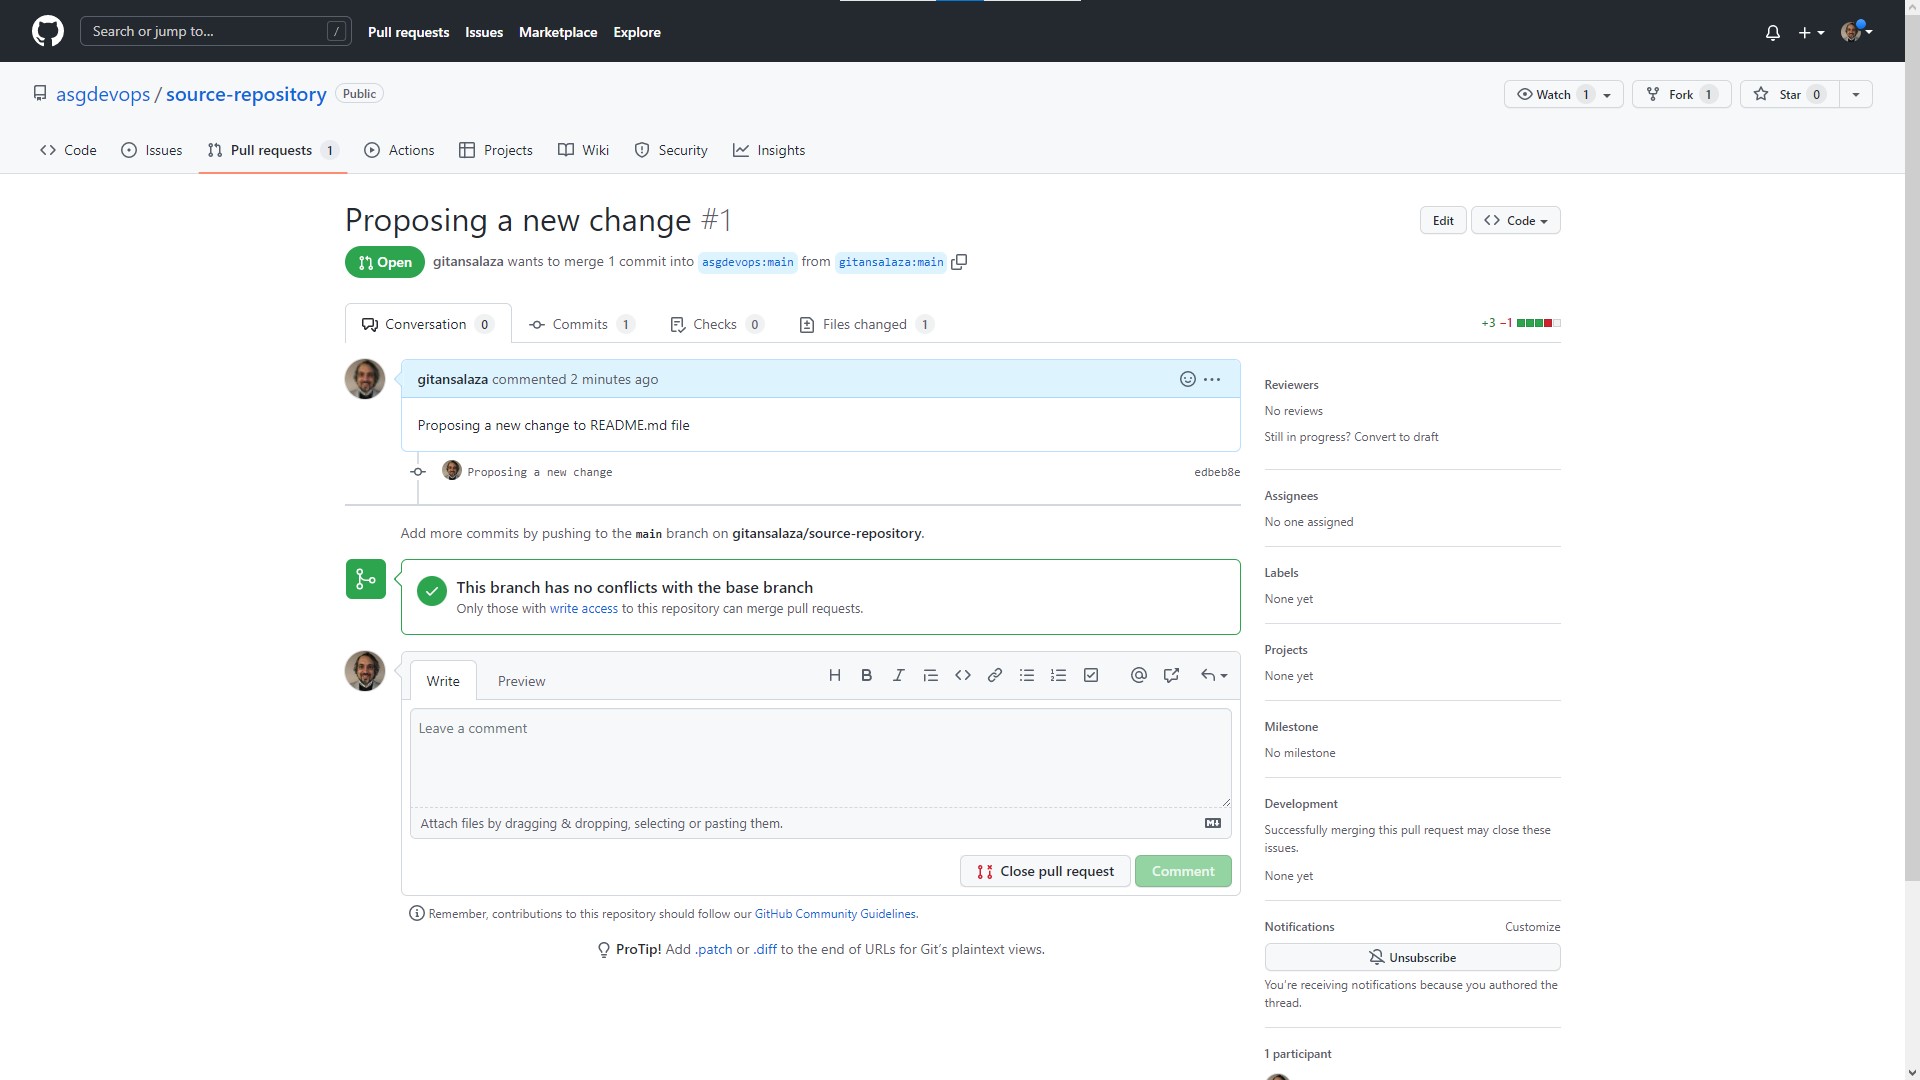 Search or jump to... /
Pull requests Issues Marketplace Explore
asgdevops / source-repository Public
Watch 1 Fork 1 Star 0
Code Issues Pull requests 1 Actions Projects Wiki Security Insights
Proposing a new change #1
Edit Code
Open gitansalaza wants to merge 1 commit into asgdevops:main from gitansalaza:main
Conversation 0 Commits 1 Checks 0 Files changed 1
+3 −1
gitansalaza commented 2 minutes ago
Proposing a new change to README.md file
Proposing a new change edbeb8e
Add more commits by pushing to the main branch on gitansalaza/source-repository.
This branch has no conflicts with the base branch
Only those with write access to this repository can merge pull requests.
Write Preview
Leave a comment
Attach files by dragging & dropping, selecting or pasting them.
Close pull request Comment
Remember, contributions to this repository should follow our GitHub Community Guidelines.
ProTip! Add .patch or .diff to the end of URLs for Git's plaintext views.
Reviewers
No reviews
Still in progress? Convert to draft
Assignees
No one assigned
Labels
None yet
Projects
None yet
Milestone
No milestone
Development
Successfully merging this pull request may close these
issues.
None yet
Notifications Customize
Unsubscribe
You're receiving notifications because you authored the
thread.
1 participant